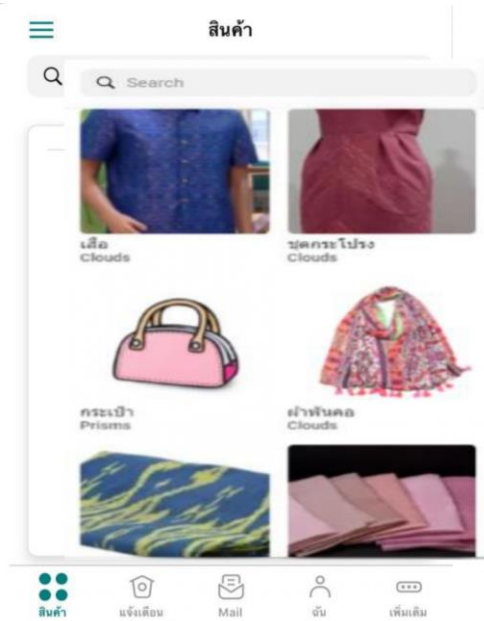 สินค้า
Search
เสื้อ
Clouds
ชุดกระโปรง
Clouds
กระเป๋า
Prisms
ผ้าพันคอ
Clouds
สินค้า
แจ้งเตือน
Mail
ฉัน
เพิ่มเติม